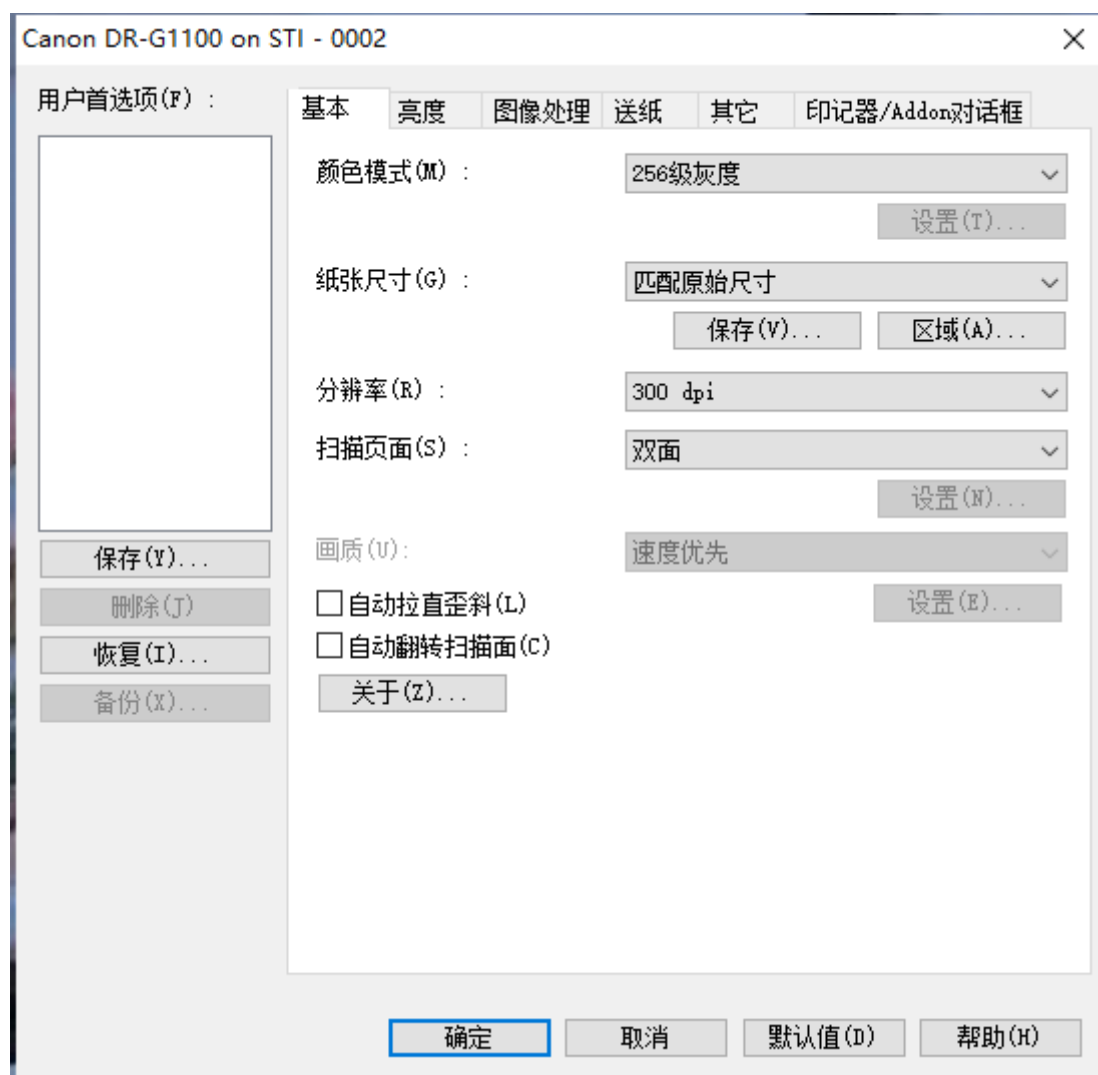 Canon DR-G1100 on STI - 0002
用户首选项(F) :
基本 亮度 图像处理 送纸 其它 印记器/Addon对话框
颜色模式(M) : 256级灰度
设置(T)...
纸张尺寸(G) : 匹配原始尺寸
保存(V)... 区域(A)...
分辨率(R) : 300 dpi
扫描页面(S) : 双面
设置(N)...
画质(U): 速度优先
自动拉直歪斜(L) 设置(E)...
自动翻转扫描面(C)
关于(Z)...
保存(Y)...
删除(J)
恢复(I)...
备份(X)...
确定 取消 默认值(D) 帮助(H)